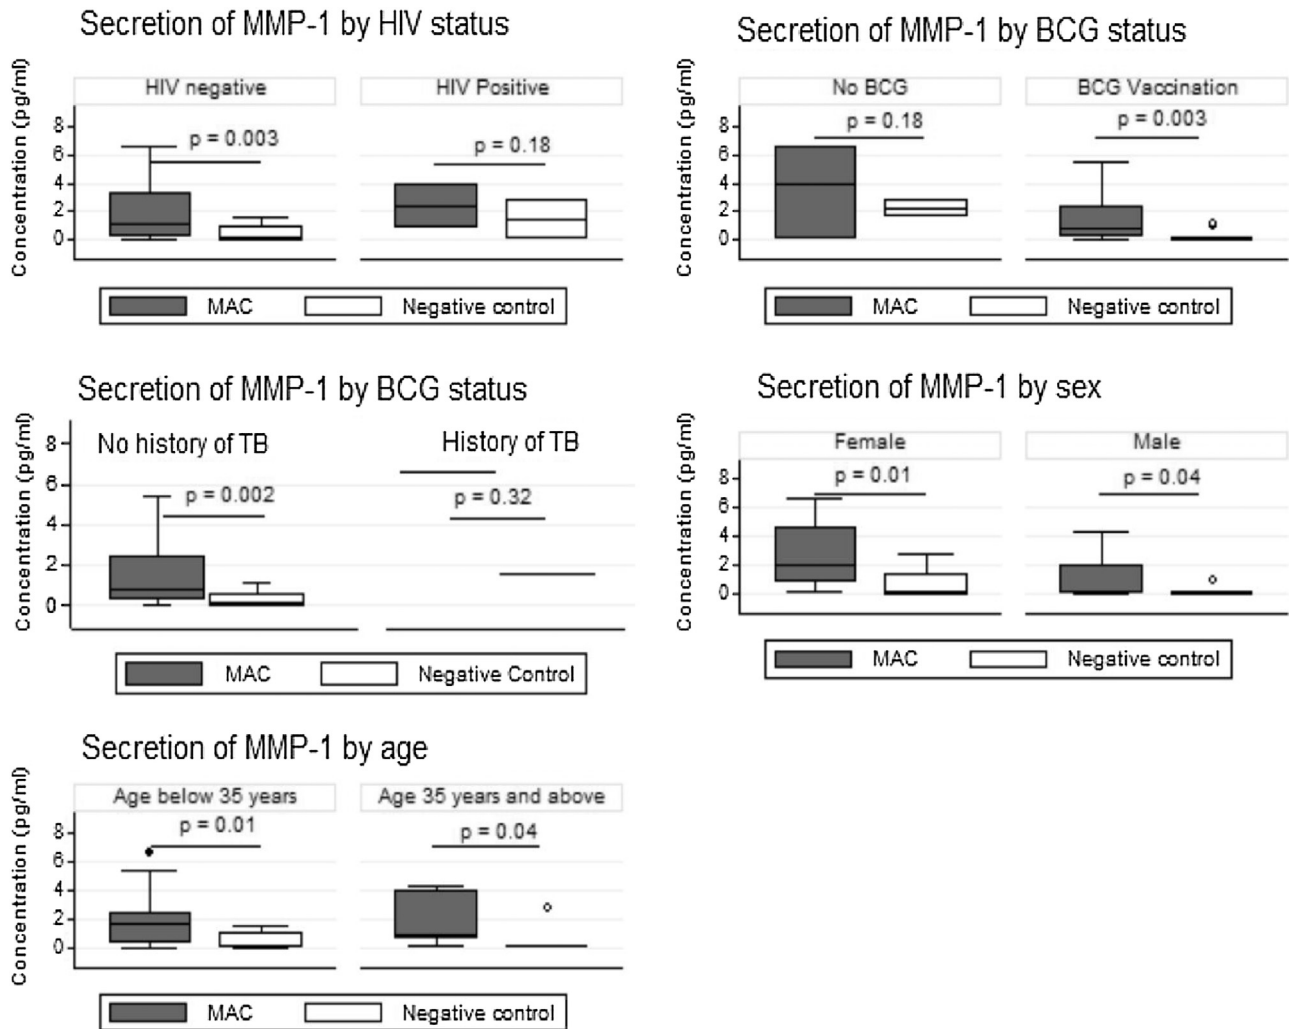 Secretion of MMP-1 by HIV status
Concentration (pg/ml)
HIV negative
HIV Positive
8
6
4
2
0
p = 0.003
p = 0.18
MAC
Negative control
Secretion of MMP-1 by BCG status
Concentration (pg/ml)
No BCG
BCG Vaccination
8
6
4
2
0
p = 0.18
p = 0.003
MAC
Negative control
Secretion of MMP-1 by BCG status
Concentration (pg/ml)
No history of TB
History of TB
8
6
4
2
0
p = 0.002
p = 0.32
MAC
Negative Control
Secretion of MMP-1 by sex
Concentration (pg/ml)
Female
Male
8
6
4
2
0
p = 0.01
p = 0.04
MAC
Negative control
Secretion of MMP-1 by age
Concentration (pg/ml)
Age below 35 years
Age 35 years and above
8
6
4
2
0
p = 0.01
p = 0.04
MAC
Negative control